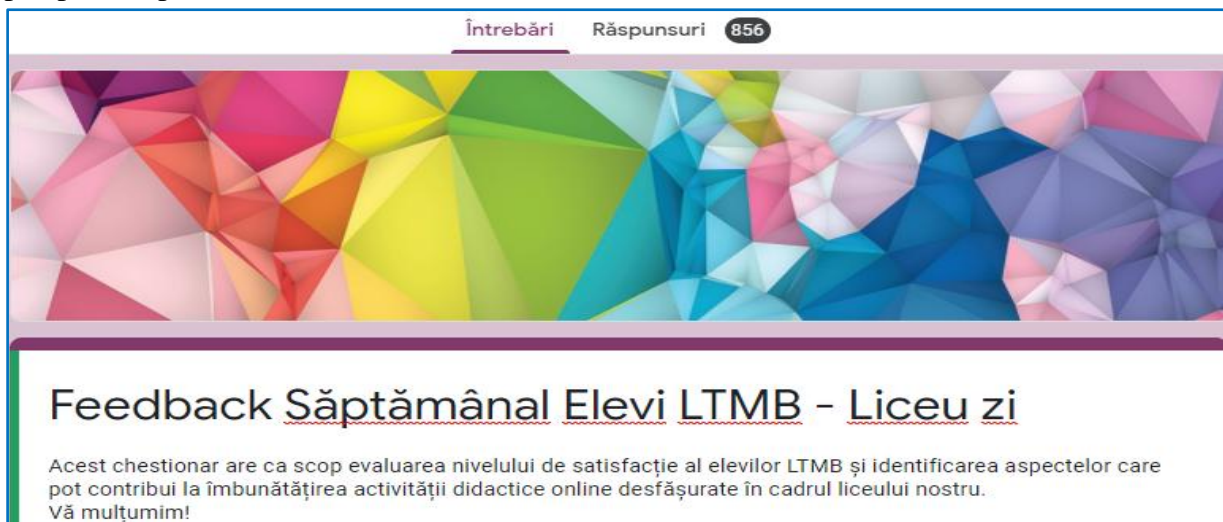 Întrebări Răspunsuri 856
Feedback Săptămânal Elevi LTMB - Liceu zi
Acest chestionar are ca scop evaluarea nivelului de satisfacție al elevilor LTMB și identificarea aspectelor care
pot contribui la îmbunătățirea activității didactice online desfășurate în cadrul liceului nostru.
Vă mulțumim!